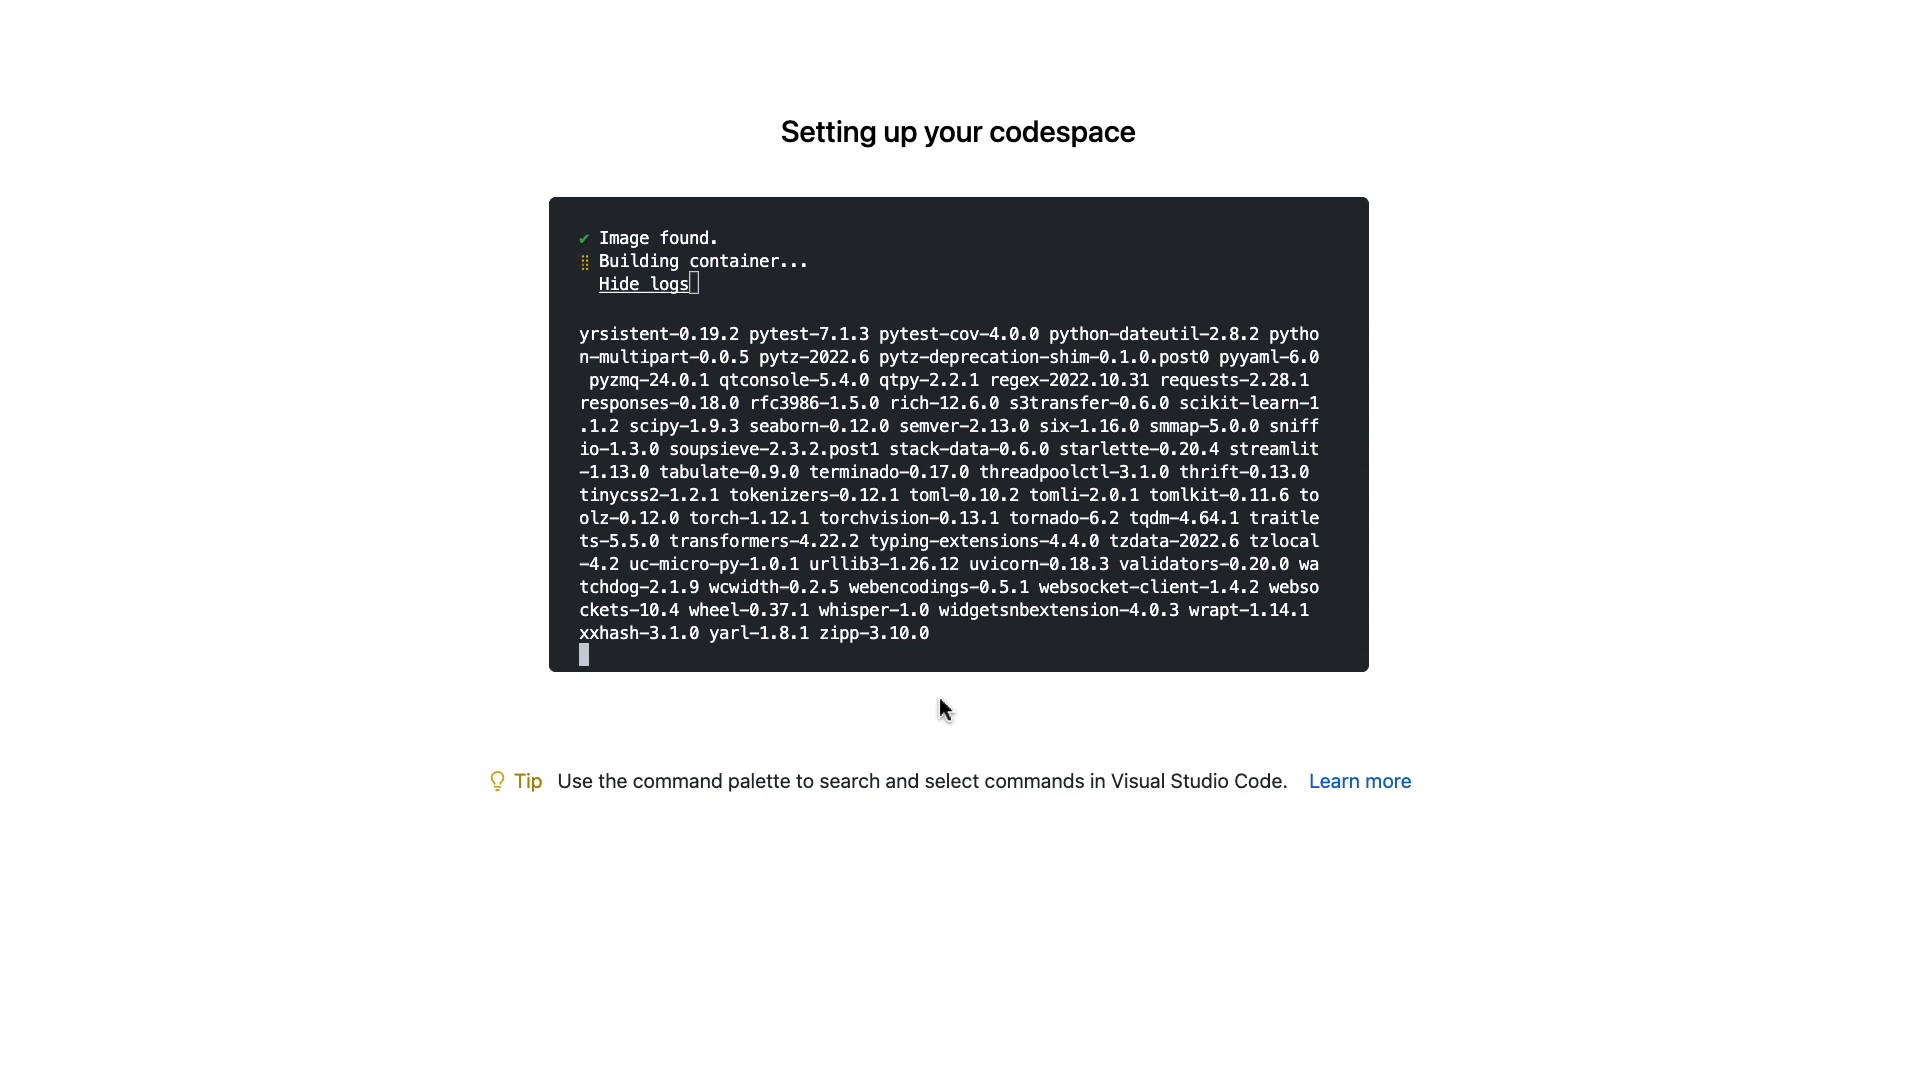 Setting up your codespace
✔ Image found.
⣿ Building container...
Hide logs
yrsistent-0.19.2 pytest-7.1.3 pytest-cov-4.0.0 python-dateutil-2.8.2 pytho
n-multipart-0.0.5 pytz-2022.6 pytz-deprecation-shim-0.1.0.post0 pyyaml-6.0
pyzmq-24.0.1 qtconsole-5.4.0 qtpy-2.2.1 regex-2022.10.31 requests-2.28.1
responses-0.18.0 rfc3986-1.5.0 rich-12.6.0 s3transfer-0.6.0 scikit-learn-1
.1.2 scipy-1.9.3 seaborn-0.12.0 semver-2.13.0 six-1.16.0 smmap-5.0.0 sniff
io-1.3.0 soupsieve-2.3.2.post1 stack-data-0.6.0 starlette-0.20.4 streamlit
-1.13.0 tabulate-0.9.0 terminado-0.17.0 threadpoolctl-3.1.0 thrift-0.13.0
tinycss2-1.2.1 tokenizers-0.12.1 toml-0.10.2 tomli-2.0.1 tomlkit-0.11.6 to
olz-0.12.0 torch-1.12.1 torchvision-0.13.1 tornado-6.2 tqdm-4.64.1 traitle
ts-5.5.0 transformers-4.22.2 typing-extensions-4.4.0 tzdata-2022.6 tzlocal
-4.2 uc-micro-py-1.0.1 urllib3-1.26.12 uvicorn-0.18.3 validators-0.20.0 wa
tchdog-2.1.9 wcwidth-0.2.5 webencodings-0.5.1 websocket-client-1.4.2 webso
ckets-10.4 wheel-0.37.1 whisper-1.0 widgetsnbextension-4.0.3 wrapt-1.14.1
xxhash-3.1.0 yarl-1.8.1 zipp-3.10.0
Tip Use the command palette to search and select commands in Visual Studio Code. Learn more